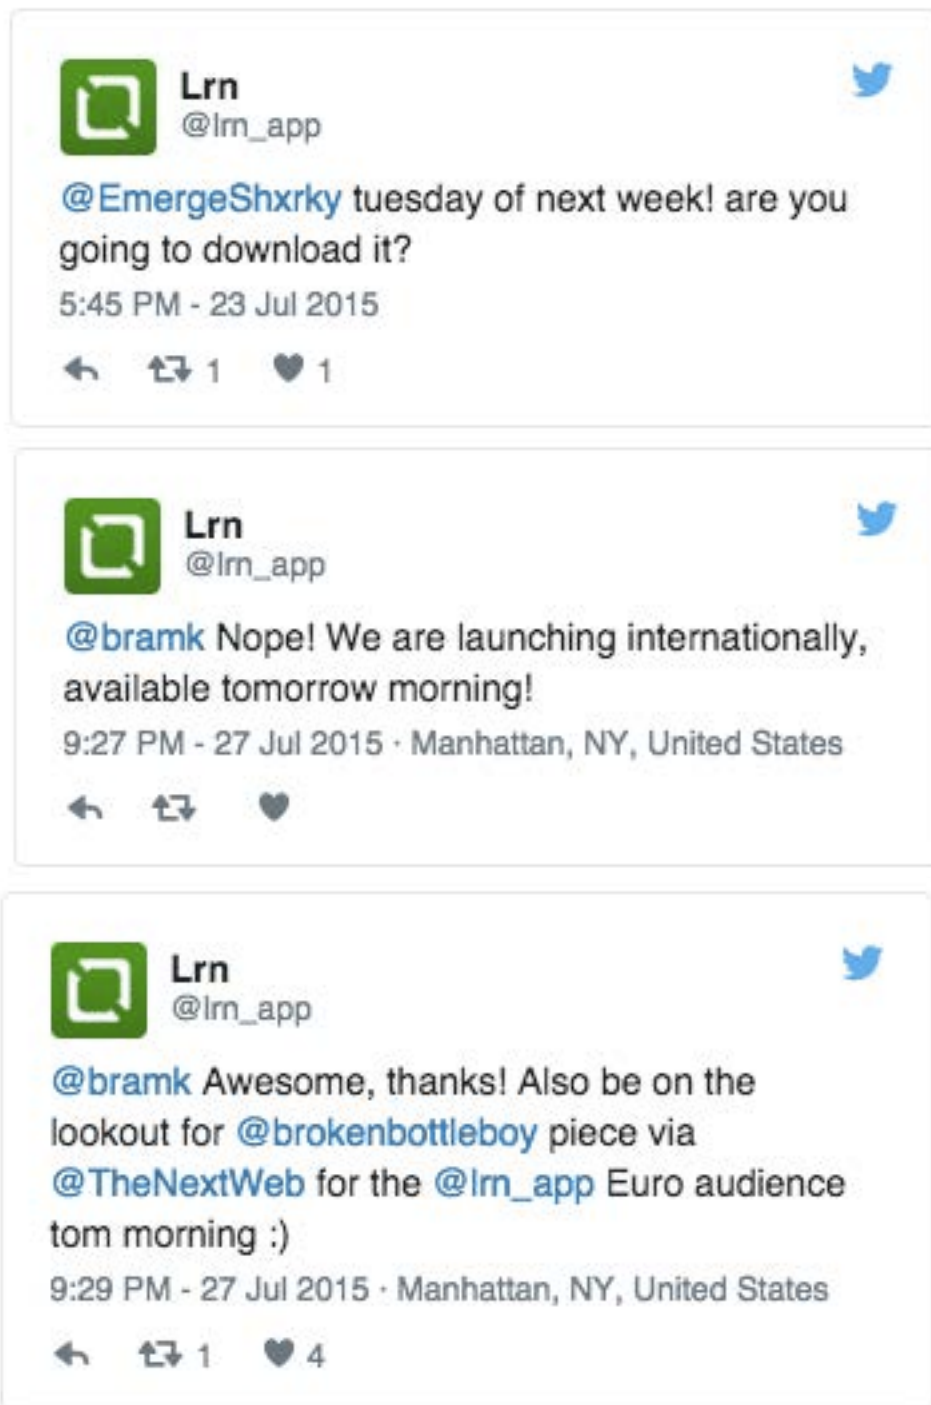 Lrn
@lrn_app
@EmergeShxrky tuesday of next week! are you
going to download it?
5:45 PM - 23 Jul 2015
1 1
Lrn
@lrn_app
@bramk Nope! We are launching internationally,
available tomorrow morning!
9:27 PM - 27 Jul 2015 · Manhattan, NY, United States
Lrn
@lrn_app
@bramk Awesome, thanks! Also be on the
lookout for @brokenbottleboy piece via
@TheNextWeb for the @lrn_app Euro audience
tom morning :)
9:29 PM - 27 Jul 2015 · Manhattan, NY, United States
1 4